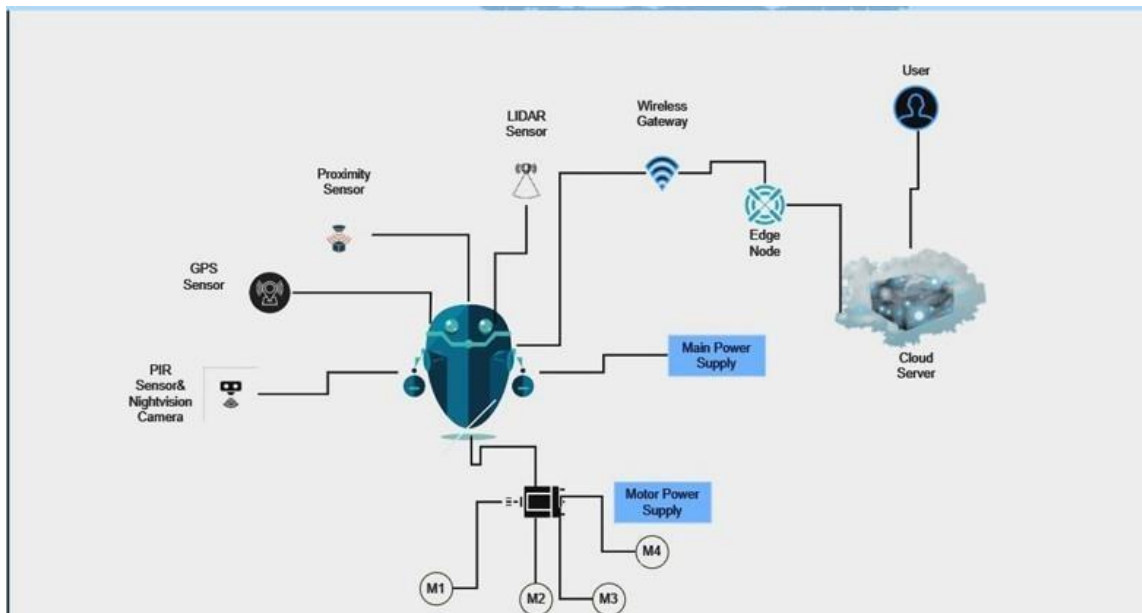 User
Wireless
Gateway
LIDAR
Sensor
Proximity
Sensor
Edge
Node
GPS
Sensor
Main Power
Supply
Cloud
Server
PIR
Sensor&
Nightvision
Camera
Motor Power
Supply
M4
M1
M2
M3